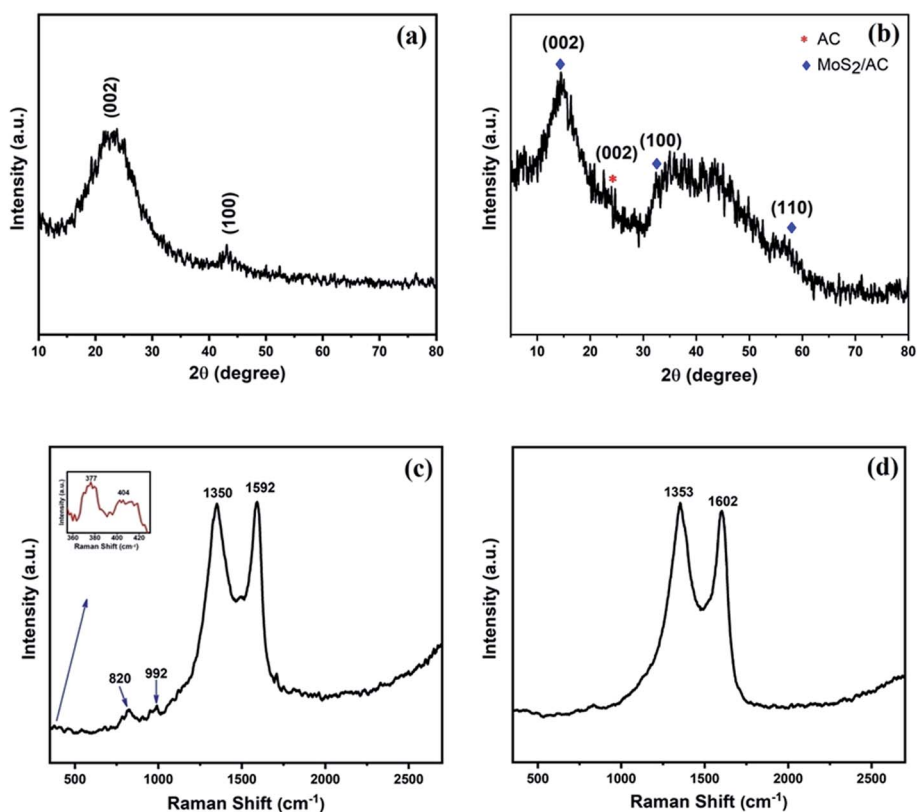 (a)
(002)
(100)
Intensity (a.u.)
10 20 30 40 50 60 70 80
2θ (degree)
(b)
* AC
◆ MoS₂/AC
(002)
(002)
(100)
(110)
Intensity (a.u.)
10 20 30 40 50 60 70 80
2θ (degree)
(c)
377
404
Intensity (a.u.)
360 380 400 420
Raman Shift (cm⁻¹)
1350
1592
820
992
Intensity (a.u.)
500 1000 1500 2000 2500
Raman Shift (cm⁻¹)
(d)
1353
1602
Intensity (a.u.)
500 1000 1500 2000 2500
Raman Shift (cm⁻¹)